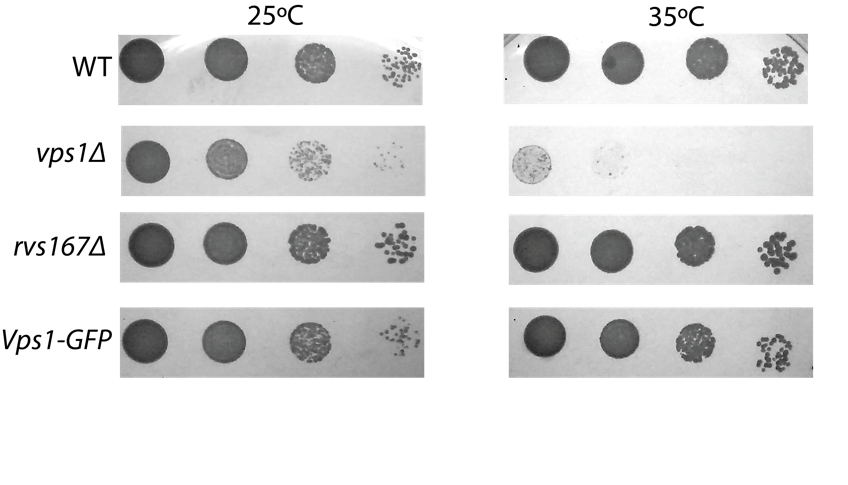 25ºC 35ºC
WT
vps1Δ
rvs167Δ
Vps1-GFP